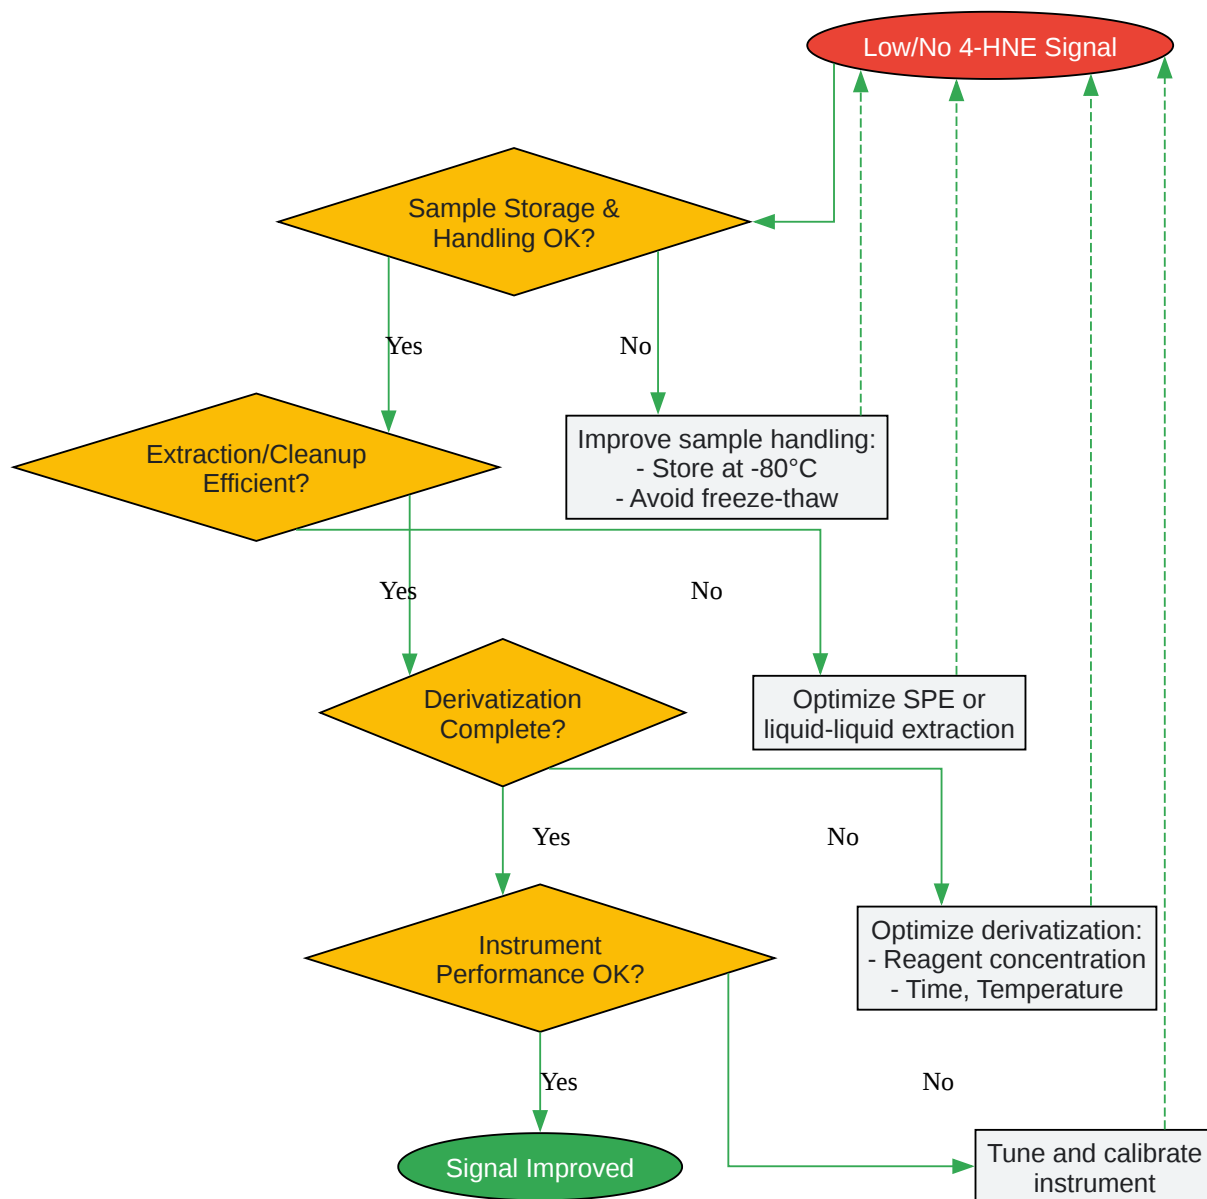 Low/No 4-HNE Signal
Sample Storage &
Handling OK?
Yes
No
Extraction/Cleanup
Efficient?
Improve sample handling:
- Store at -80°C
- Avoid freeze-thaw
Yes
No
Derivatization
Complete?
Optimize SPE or
liquid-liquid extraction
Yes
No
Instrument
Performance OK?
Optimize derivatization:
- Reagent concentration
- Time, Temperature
Yes
No
Signal Improved
Tune and calibrate
instrument